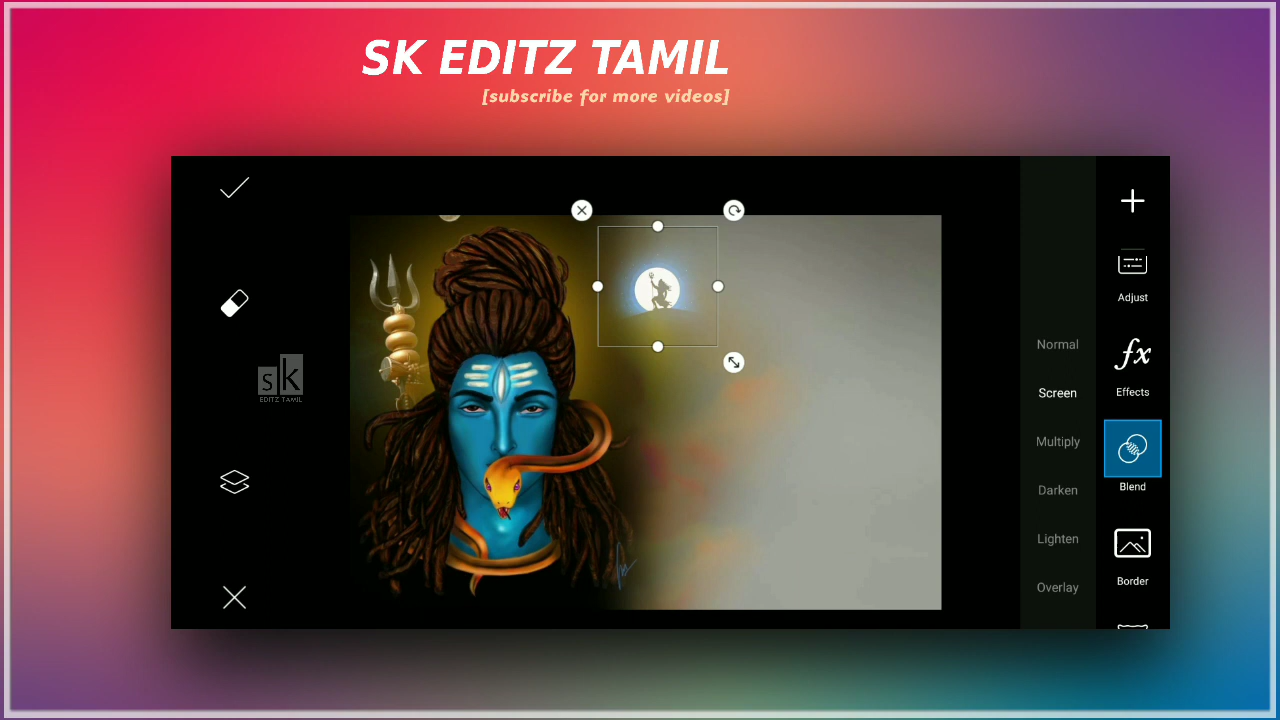 SK EDITZ TAMIL
[subscribe for more videos]
Adjust
fx
Effects
Normal
Screen
Multiply
Darken
Lighten
Overlay
Blend
Border
sk
EDITZ TAMIL